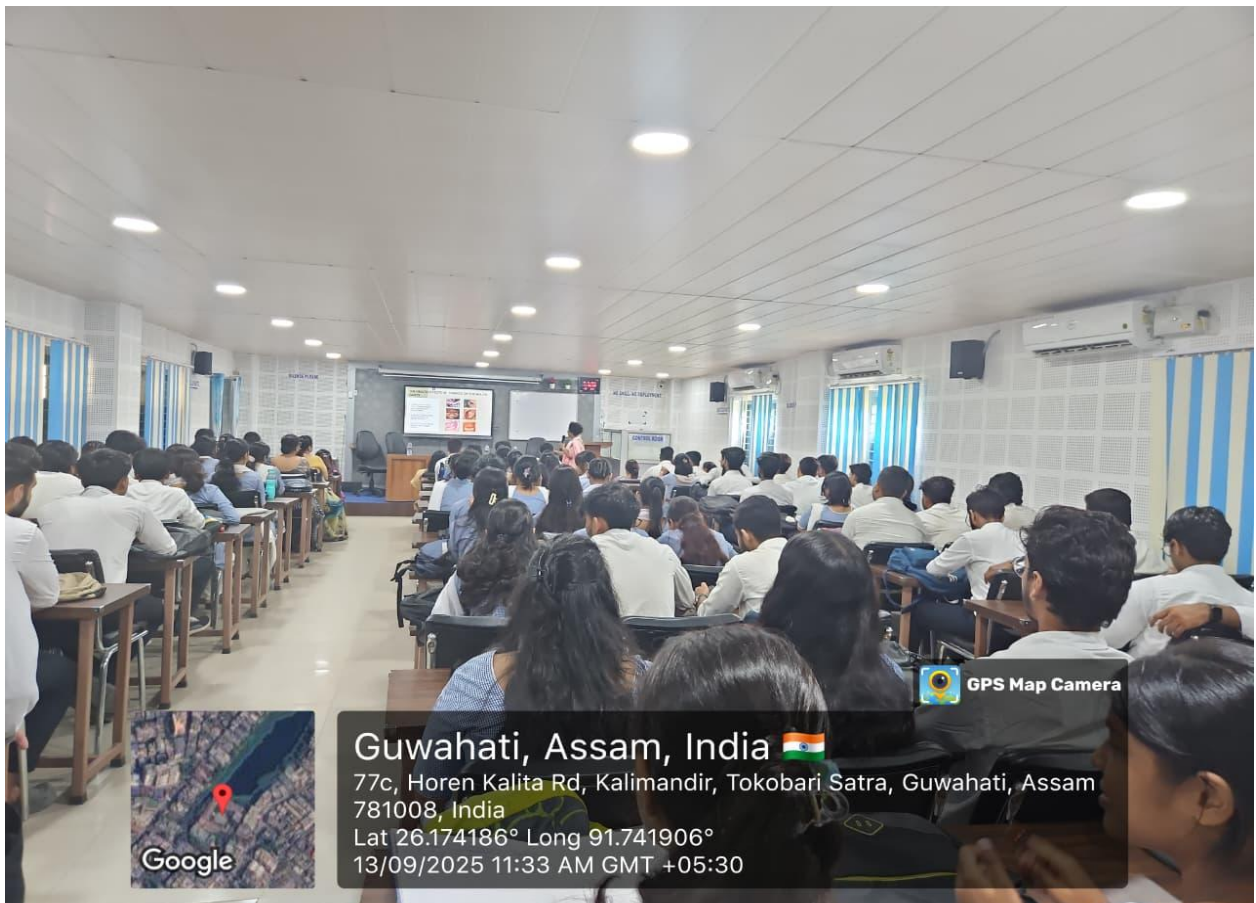 CONTROL ROOM
GPS Map Camera
Guwahati, Assam, India
77c, Horen Kalita Rd, Kalimandir, Tokobari Satra, Guwahati, Assam
781008, India
Lat 26.174186° Long 91.741906°
13/09/2025 11:33 AM GMT +05:30
Google